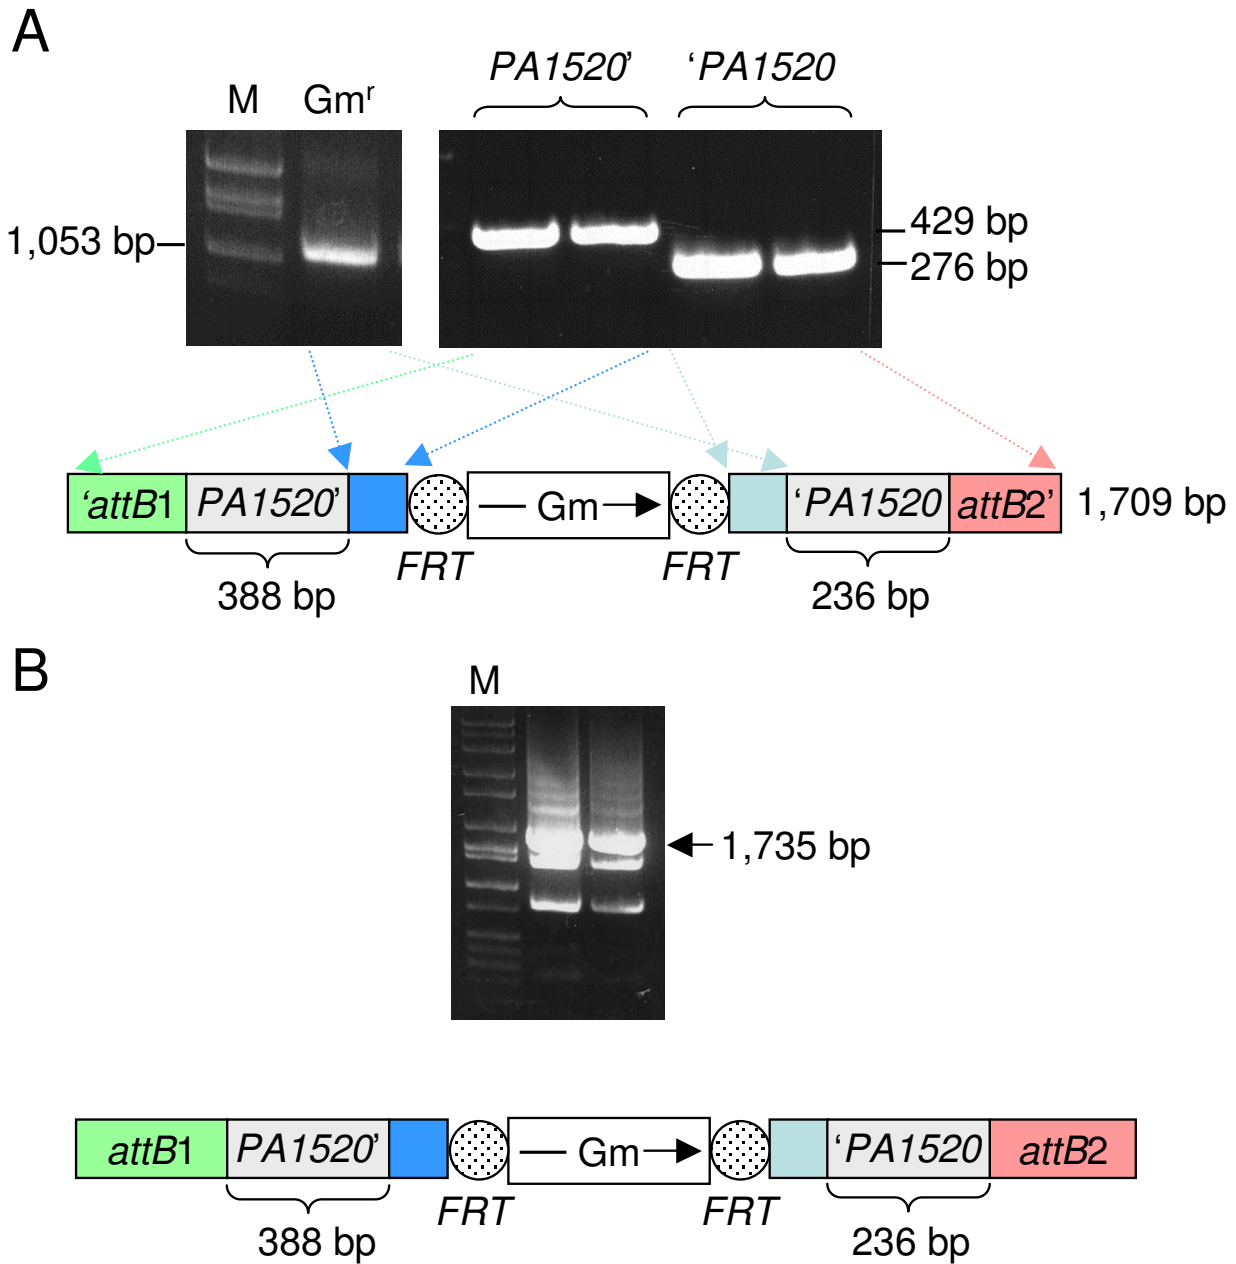 A
PA1520’ ‘PA1520
M Gmʳ
1,053 bp
429 bp
276 bp
‘attB1 PA1520’ Gm ‘PA1520 attB2’ 1,709 bp
FRT FRT
388 bp 236 bp
B
M
1,735 bp
attB1 PA1520’ Gm ‘PA1520 attB2
FRT FRT
388 bp 236 bp